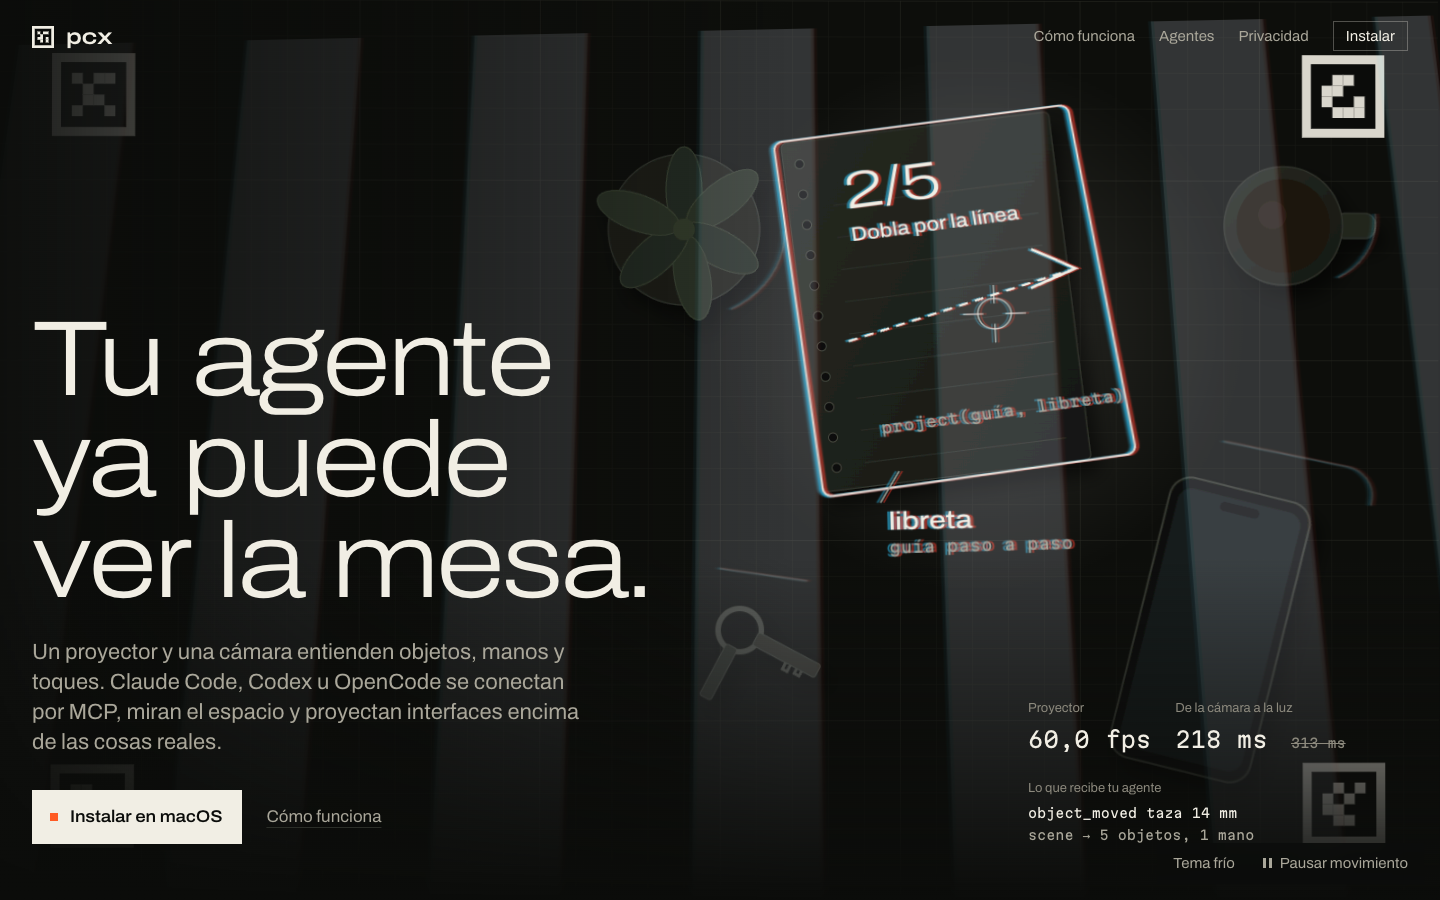 pcx
Cómo funciona
Agentes
Privacidad
Instalar
2/5
Dobla por la línea
project(guía, libreta)
libreta
guía paso a paso
Tu agente
ya puede
ver la mesa.
Un proyector y una cámara entienden objetos, manos y
toques. Claude Code, Codex u OpenCode se conectan
por MCP, miran el espacio y proyectan interfaces encima
de las cosas reales.
Instalar en macOS
Cómo funciona
Proyector
60,0 fps
De la cámara a la luz
218 ms
313 ms
Lo que recibe tu agente
object_moved taza 14 mm
scene → 5 objetos, 1 mano
Tema frío
Pausar movimiento